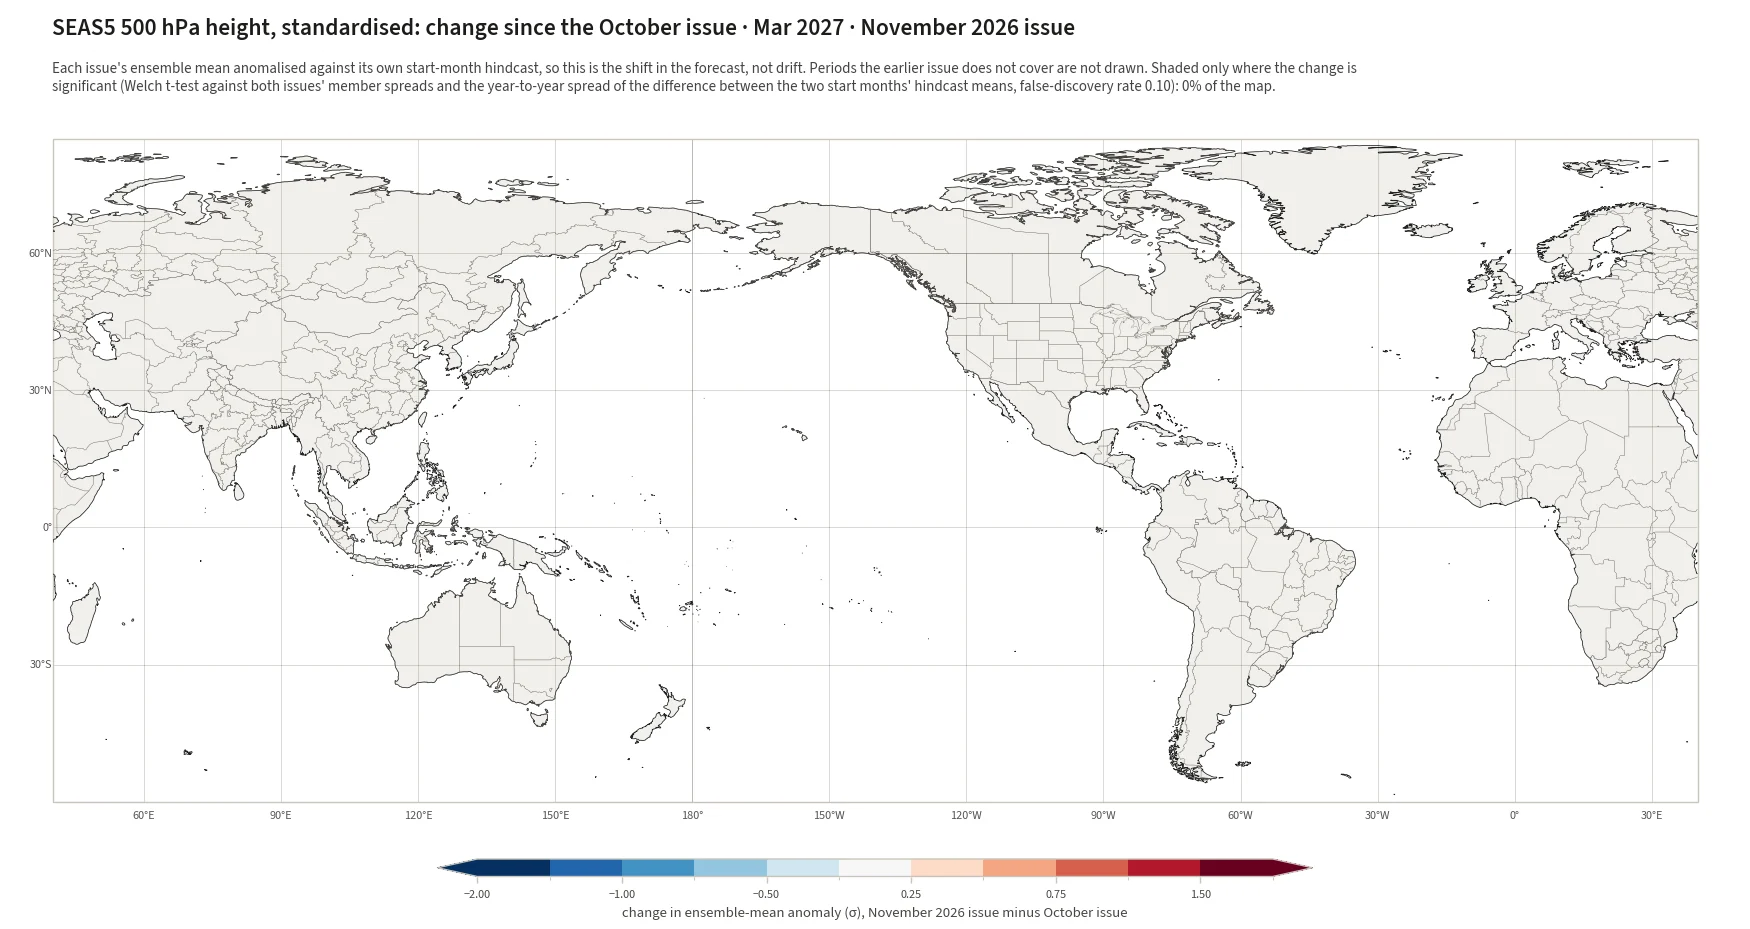 SEAS5 500 hPa height, standardised: change since the October issue · Mar 2027 · November 2026 issue
Each issue's ensemble mean anomalised against its own start-month hindcast, so this is the shift in the forecast, not drift. Periods the earlier issue does not cover are not drawn. Shaded only where the change is
significant (Welch t-test against both issues' member spreads and the year-to-year spread of the difference between the two start months' hindcast means, false-discovery rate 0.10): 0% of the map.
60°N
30°N
0°
30°S
60°E 90°E 120°E 150°E 180° 150°W 120°W 90°W 60°W 30°W 0° 30°E
−2.00 −1.00 −0.50 0.25 0.75 1.50
change in ensemble-mean anomaly (σ), November 2026 issue minus October issue